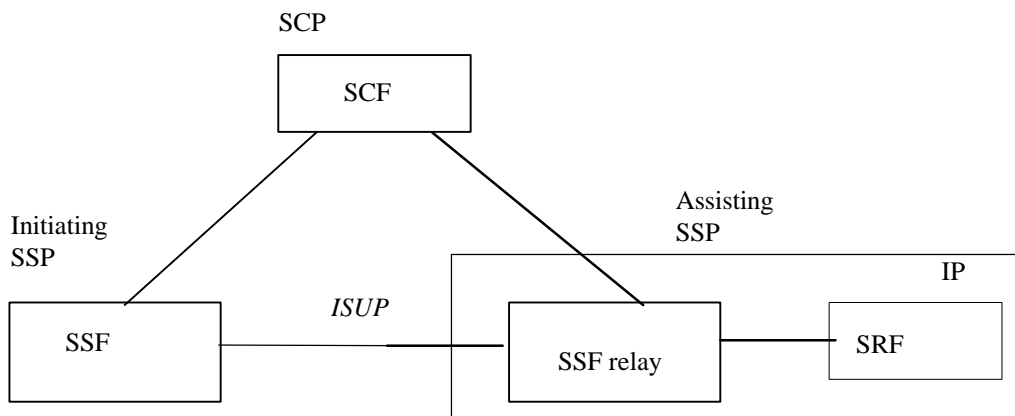 SCP
SCF
Initiating
SSP
Assisting
SSP
IP
ISUP
SSF
SSF relay
SRF